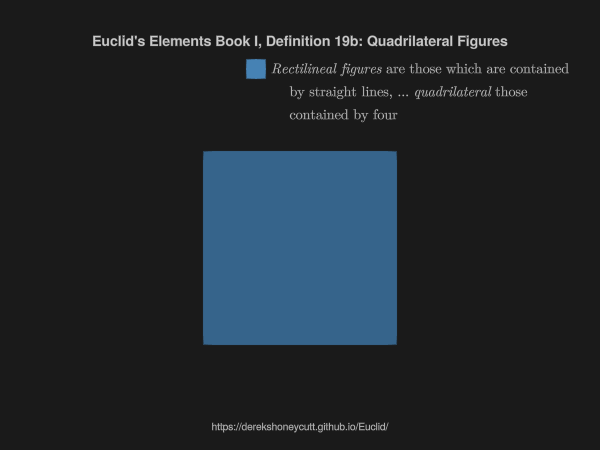 Euclid's Elements Book I, Definition 19b: Quadrilateral Figures
Rectilineal figures are those which are contained
by straight lines, ... quadrilateral those
contained by four
https://derekshoneycutt.github.io/Euclid/